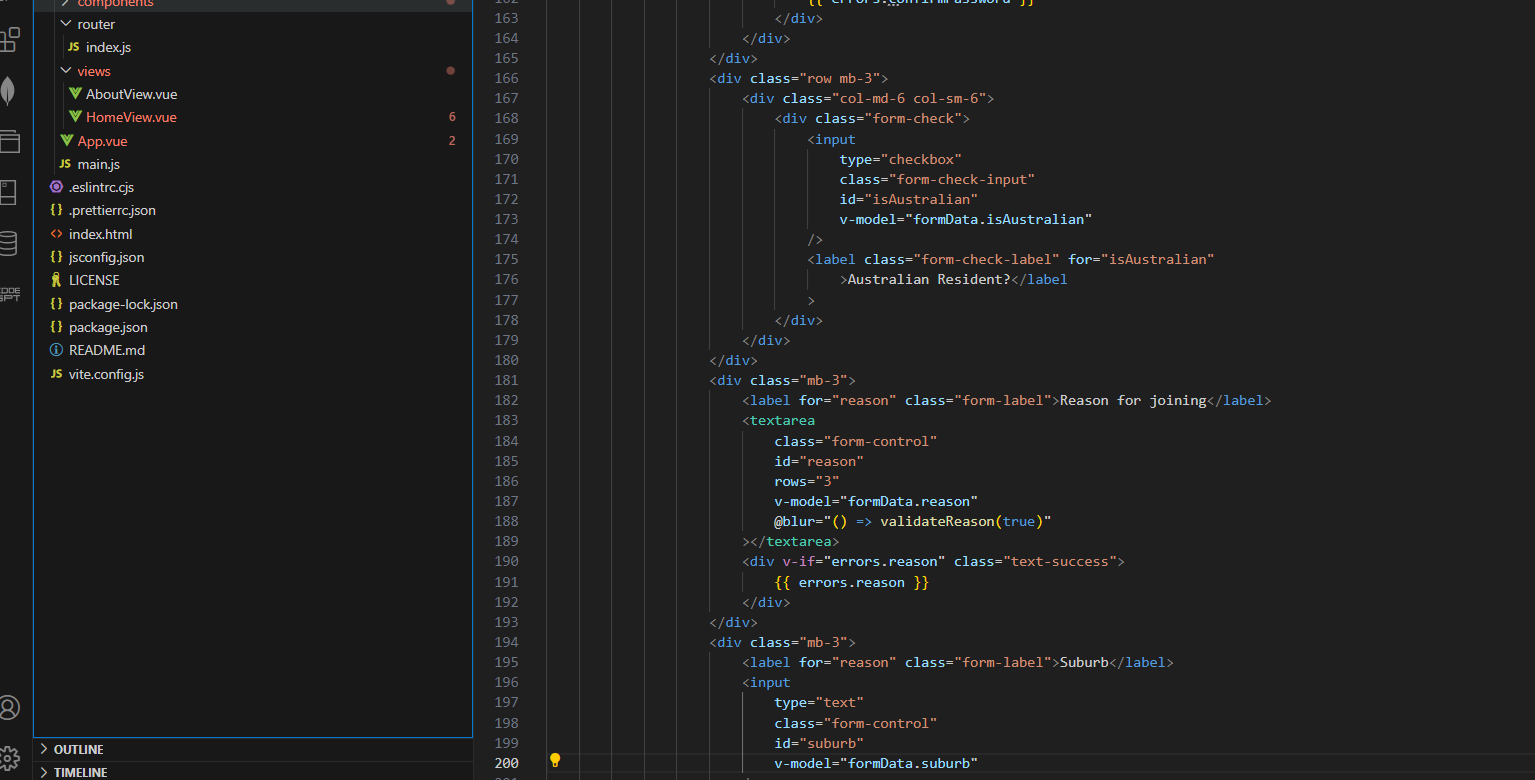 components
router
JS index.js
views
AboutView.vue
HomeView.vue 6
App.vue 2
JS main.js
.eslintrc.cjs
{} .prettierrc.json
<> index.html
{} jsconfig.json
LICENSE
{} package-lock.json
{} package.json
README.md
JS vite.config.js
OUTLINE
TIMELINE
162 {{ errors.confirmPassword }}
163 </div>
164 </div>
165 </div>
166 <div class="row mb-3">
167 <div class="col-md-6 col-sm-6">
168 <div class="form-check">
169 <input
170 type="checkbox"
171 class="form-check-input"
172 id="isAustralian"
173 v-model="formData.isAustralian"
174 />
175 <label class="form-check-label" for="isAustralian"
176 >Australian Resident?</label
177 >
178 </div>
179 </div>
180 </div>
181 <div class="mb-3">
182 <label for="reason" class="form-label">Reason for joining</label>
183 <textarea
184 class="form-control"
185 id="reason"
186 rows="3"
187 v-model="formData.reason"
188 @blur="() => validateReason(true)"
189 ></textarea>
190 <div v-if="errors.reason" class="text-success">
191 {{ errors.reason }}
192 </div>
193 </div>
194 <div class="mb-3">
195 <label for="reason" class="form-label">Suburb</label>
196 <input
197 type="text"
198 class="form-control"
199 id="suburb"
200 v-model="formData.suburb"